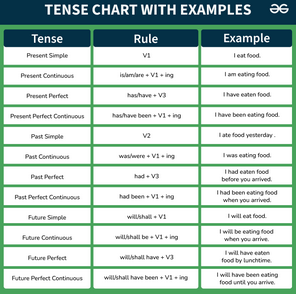 TENSE CHART WITH EXAMPLES
Tense Rule Example
Present Simple V1 I eat food.
Present Continuous is/am/are + V1 + ing I am eating food.
Present Perfect has/have + V3 I have eaten food.
Present Perfect Continuous has/have been + V1 + ing I have been eating food.
Past Simple V2 I ate food yesterday .
Past Continuous was/were + V1 + ing I was eating food.
Past Perfect had + V3 I had eaten food
before you arrived.
Past Perfect Continuous had been + V1 + ing I had been eating food
when you arrived.
Future Simple will/shall + V1 I will eat food.
Future Continuous will/shall be + V1 + ing I will be eating food
when you arrive.
Future Perfect will/shall have + V3 I will have eaten
food by lunchtime.
Future Perfect Continuous will/shall have been + V1 + ing I will have been eating
food until you arrive.